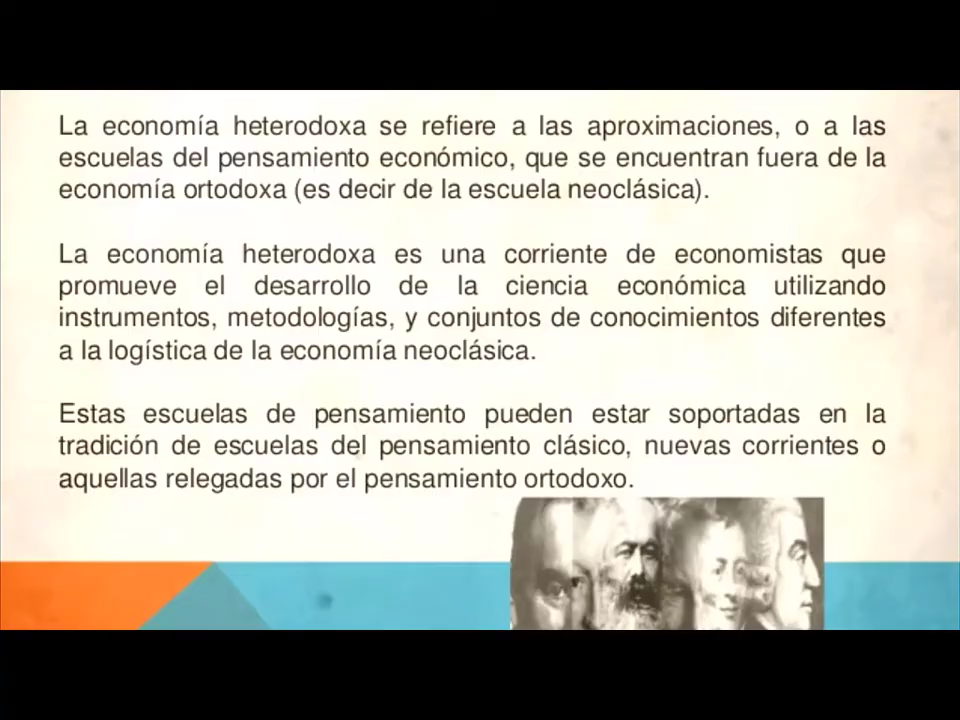 La economía heterodoxa se refiere a las aproximaciones, o a las
escuelas del pensamiento económico, que se encuentran fuera de la
economía ortodoxa (es decir de la escuela neoclásica).
La economía heterodoxa es una corriente de economistas que
promueve el desarrollo de la ciencia económica utilizando
instrumentos, metodologías, y conjuntos de conocimientos diferentes
a la logística de la economía neoclásica.
Estas escuelas de pensamiento pueden estar soportadas en la
tradición de escuelas del pensamiento clásico, nuevas corrientes o
aquellas relegadas por el pensamiento ortodoxo.